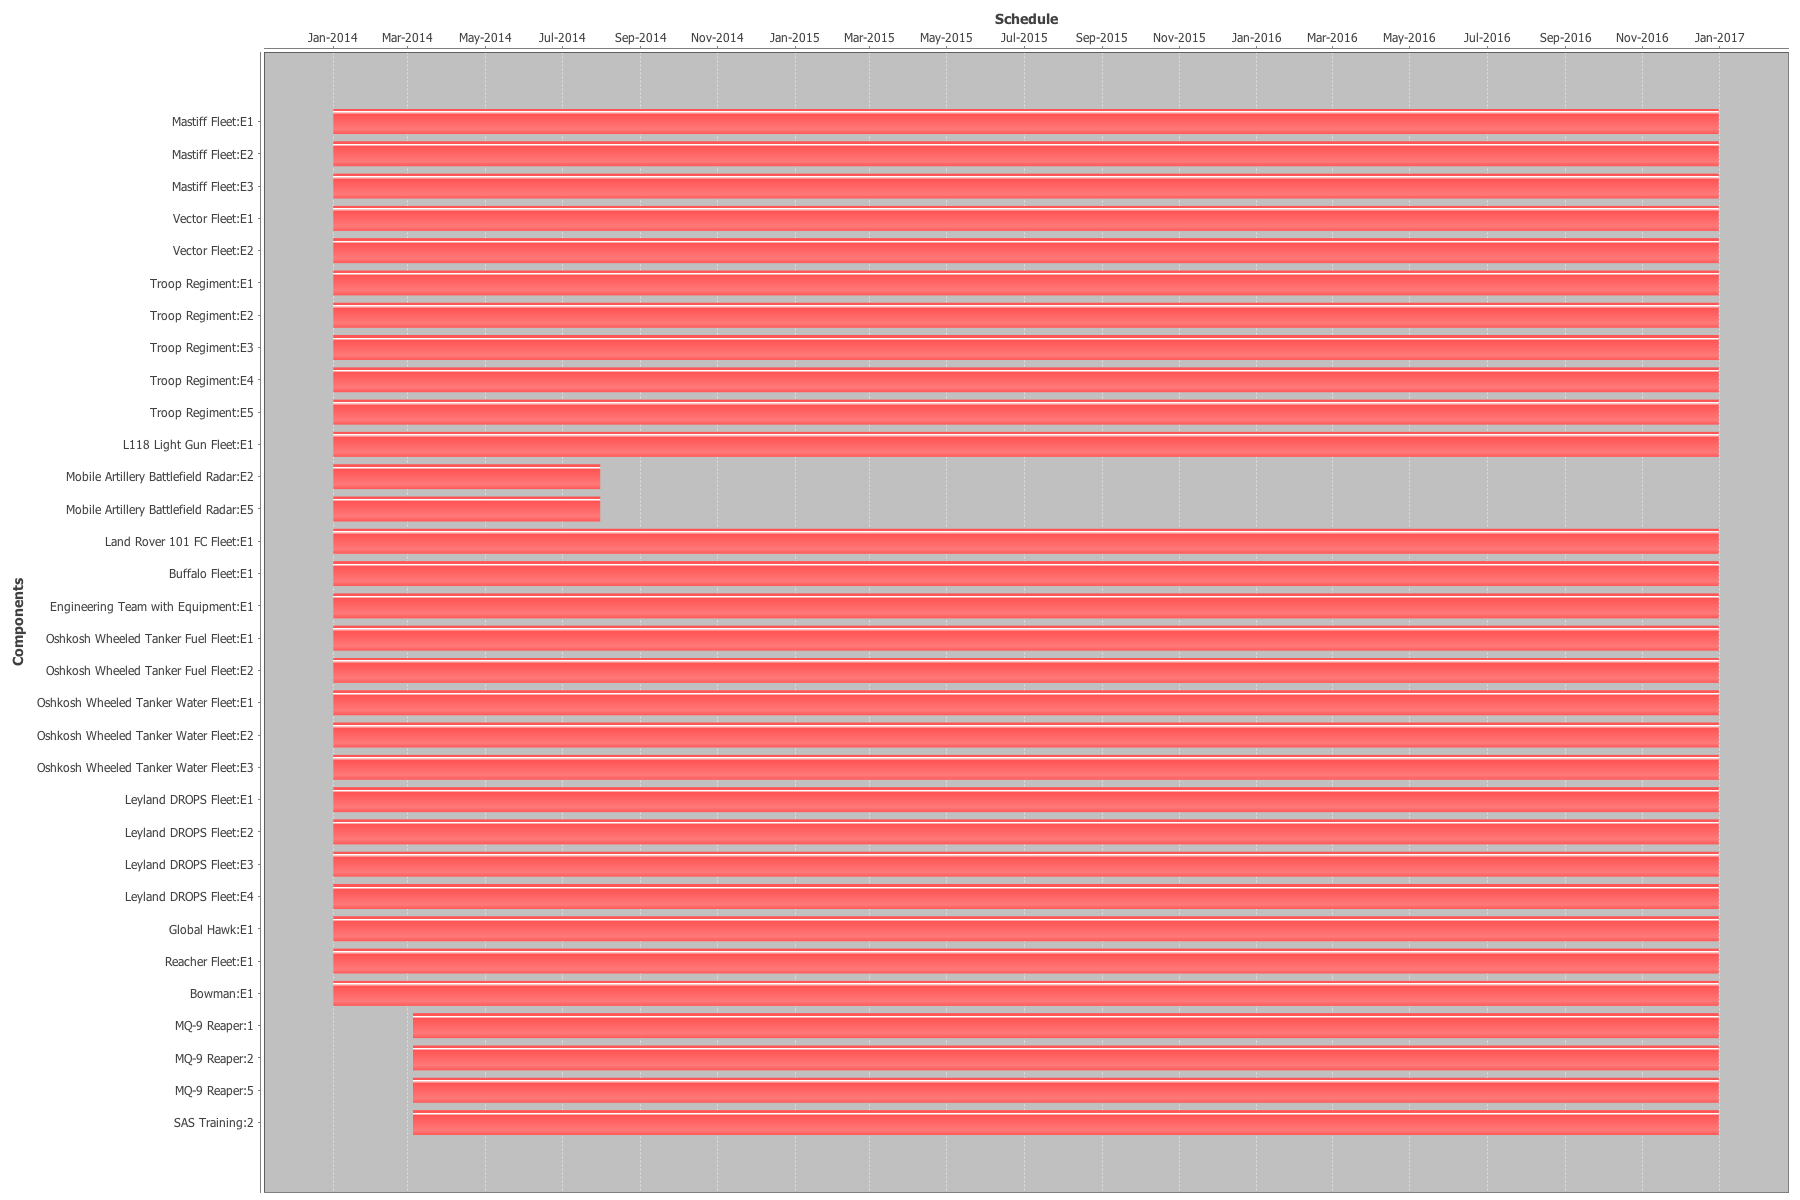 Schedule
Jan-2014 Mar-2014 May-2014 Jul-2014 Sep-2014 Nov-2014 Jan-2015 Mar-2015 May-2015 Jul-2015 Sep-2015 Nov-2015 Jan-2016 Mar-2016 May-2016 Jul-2016 Sep-2016 Nov-2016 Jan-2017
Components
Mastiff Fleet:E1
Mastiff Fleet:E2
Mastiff Fleet:E3
Vector Fleet:E1
Vector Fleet:E2
Troop Regiment:E1
Troop Regiment:E2
Troop Regiment:E3
Troop Regiment:E4
Troop Regiment:E5
L118 Light Gun Fleet:E1
Mobile Artillery Battlefield Radar:E2
Mobile Artillery Battlefield Radar:E5
Land Rover 101 FC Fleet:E1
Buffalo Fleet:E1
Engineering Team with Equipment:E1
Oshkosh Wheeled Tanker Fuel Fleet:E1
Oshkosh Wheeled Tanker Fuel Fleet:E2
Oshkosh Wheeled Tanker Water Fleet:E1
Oshkosh Wheeled Tanker Water Fleet:E2
Oshkosh Wheeled Tanker Water Fleet:E3
Leyland DROPS Fleet:E1
Leyland DROPS Fleet:E2
Leyland DROPS Fleet:E3
Leyland DROPS Fleet:E4
Global Hawk:E1
Reacher Fleet:E1
Bowman:E1
MQ-9 Reaper:1
MQ-9 Reaper:2
MQ-9 Reaper:5
SAS Training:2